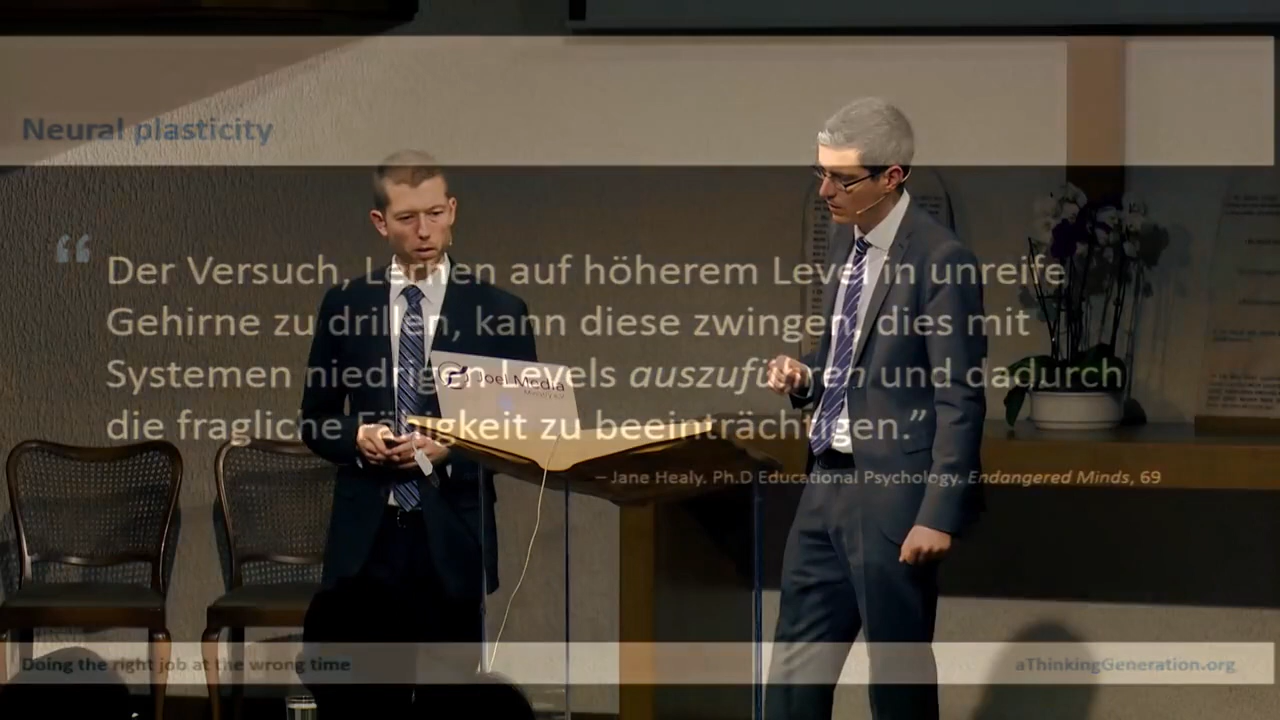 Neural plasticity
“ Der Versuch, Lernen auf höherem Level in unreife
Gehirne zu drillen, kann diese zwingen, dies mit
Systemen niedrigen Levels auszuführen und dadurch
die fragliche Fähigkeit zu beeinträchtigen.”
– Jane Healy. Ph.D Educational Psychology. Endangered Minds, 69
Joel Media
Doing the right job at the wrong time
aThinkingGeneration.org